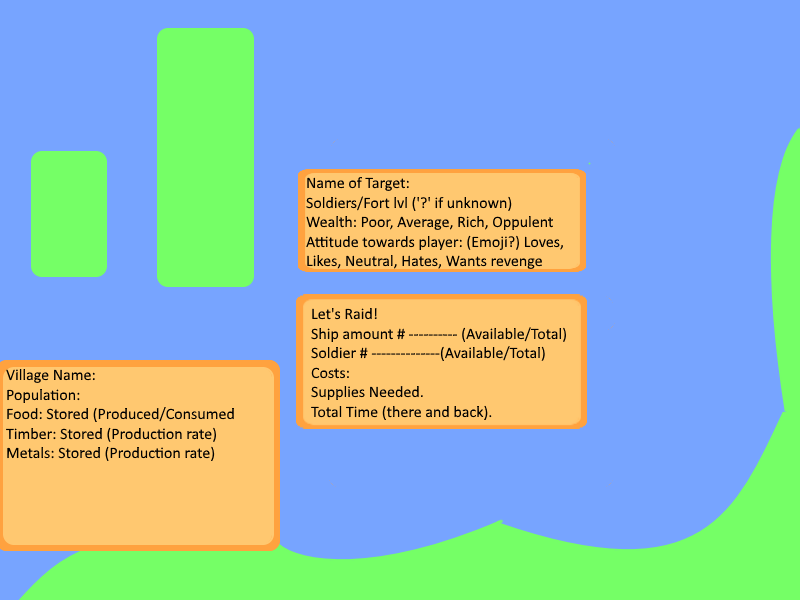 Name of Target:
Soldiers/Fort lvl ('?' if unknown)
Wealth: Poor, Average, Rich, Oppulent
Attitude towards player: (Emoji?) Loves,
Likes, Neutral, Hates, Wants revenge
Let's Raid!
Ship amount # ---------- (Available/Total)
Soldier # --------------(Available/Total)
Costs:
Supplies Needed.
Total Time (there and back).
Village Name:
Population:
Food: Stored (Produced/Consumed
Timber: Stored (Production rate)
Metals: Stored (Production rate)